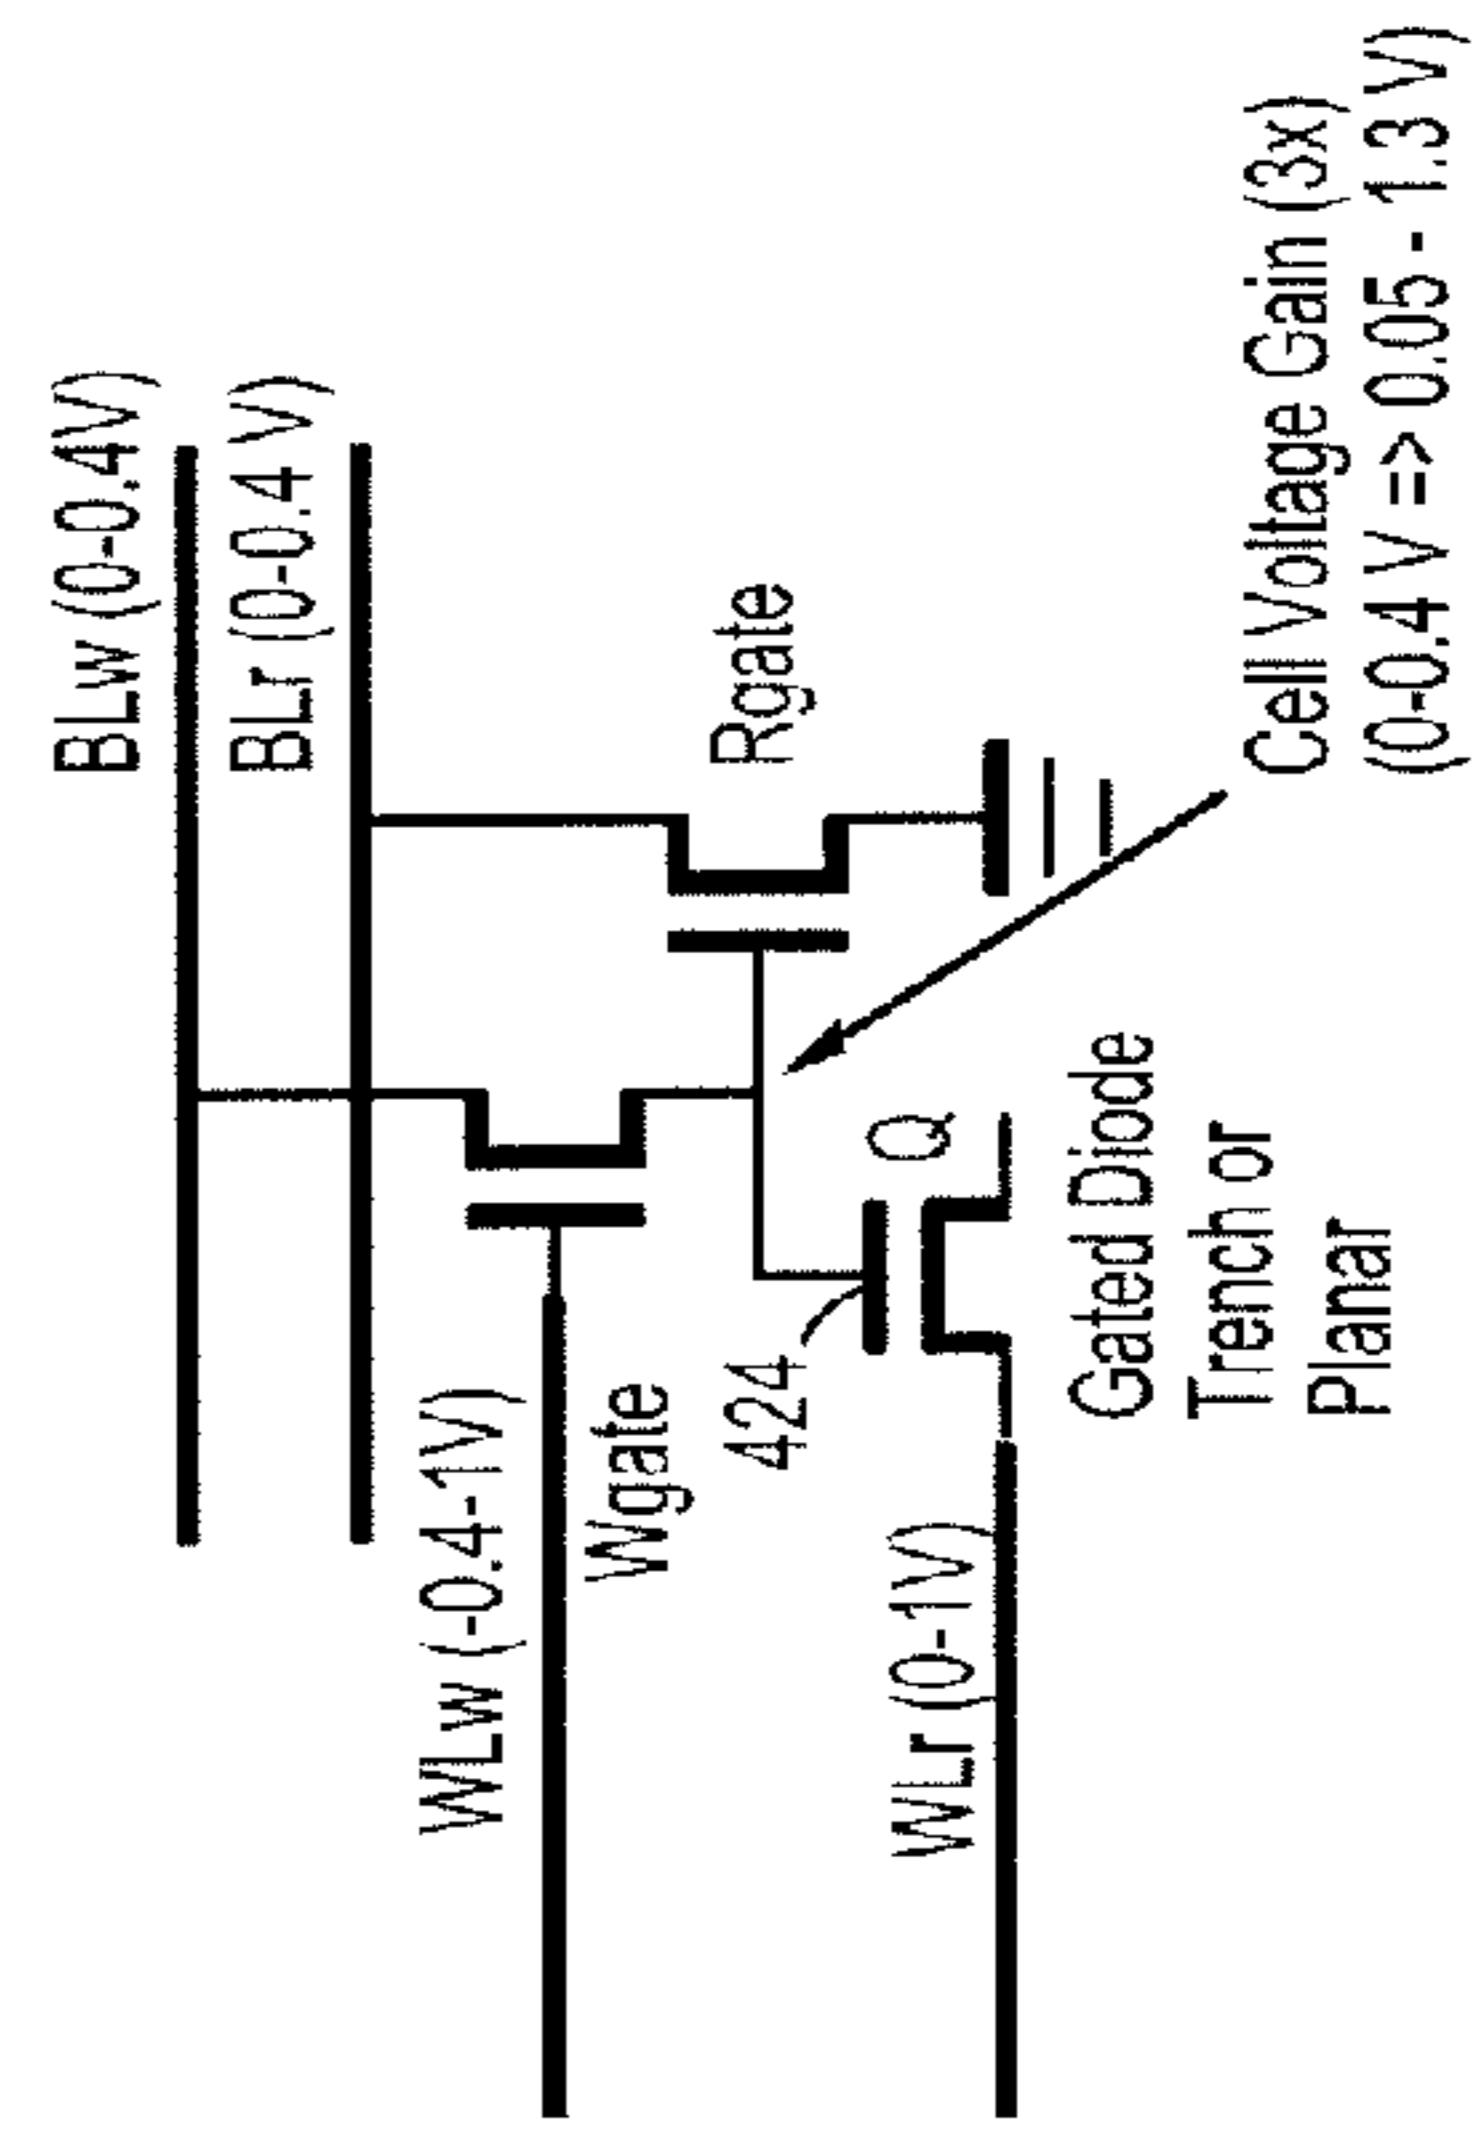 BLw (0-0.4V)
BLr (0-0.4 V)
WLw (-0.4-1V)
Wgate
Rgate
424
Q
WLr (0-1V)
Gated Diode
Trench or
Planar
Cell Voltage Gain (3x)
(0-0.4 V => 0.05 - 1.3 V)